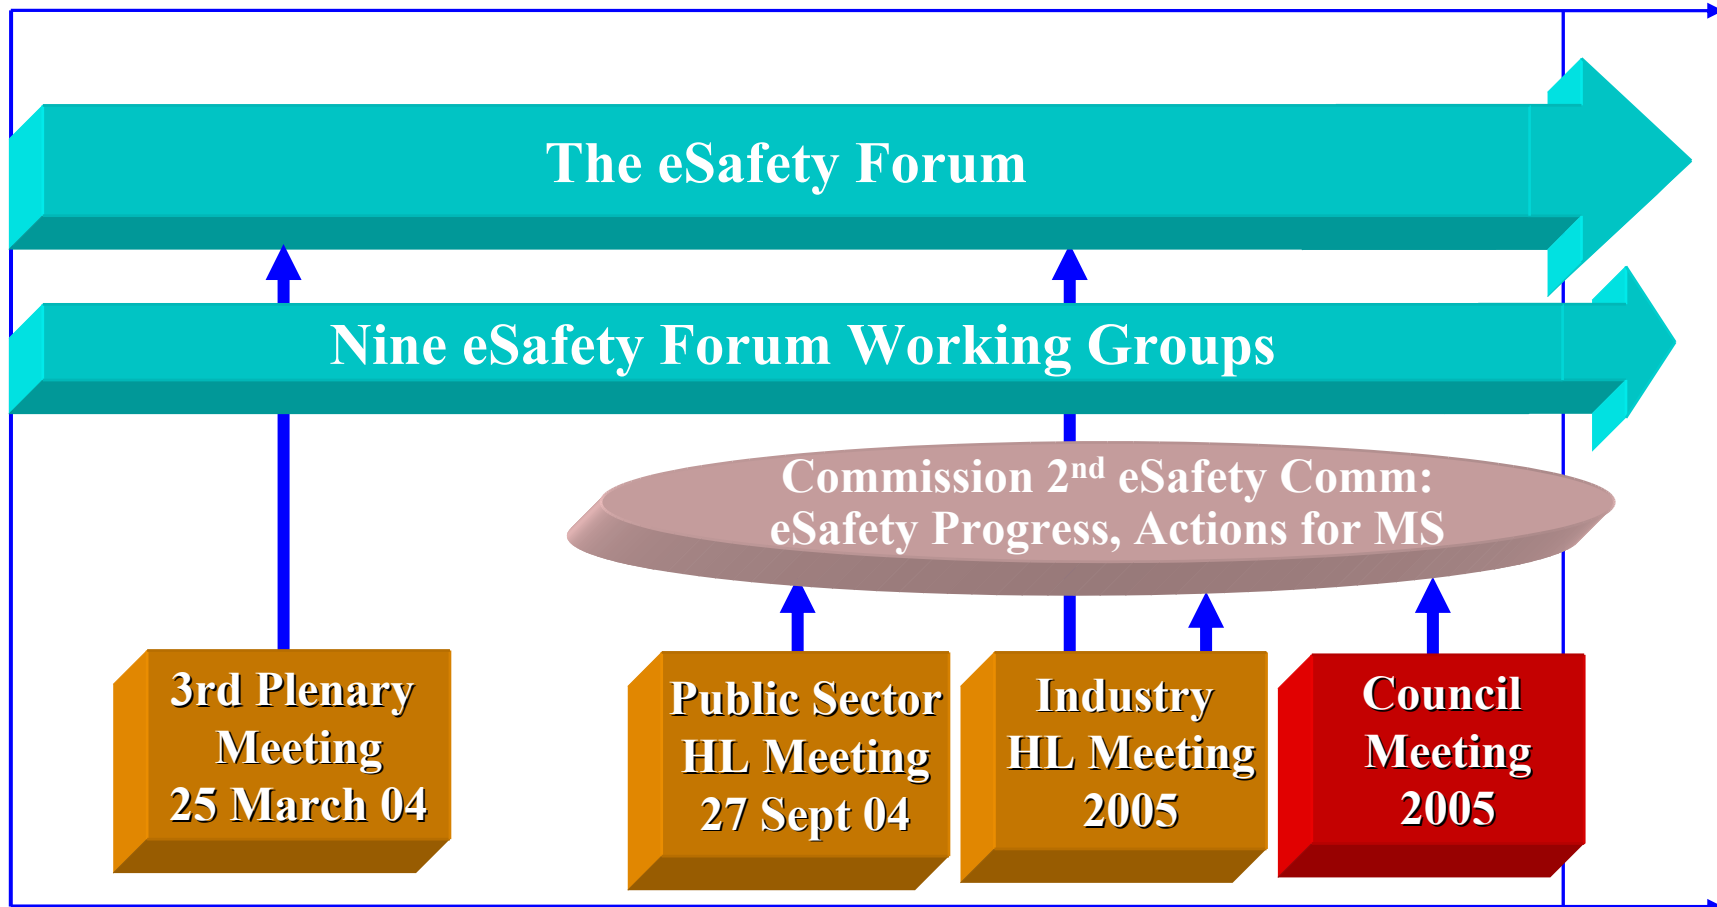 The eSafety Forum
Nine eSafety Forum Working Groups
Commission 2nd eSafety Comm:
eSafety Progress, Actions for MS
3rd Plenary
Meeting
25 March 04
Public Sector
HL Meeting
27 Sept 04
Industry
HL Meeting
2005
Council
Meeting
2005